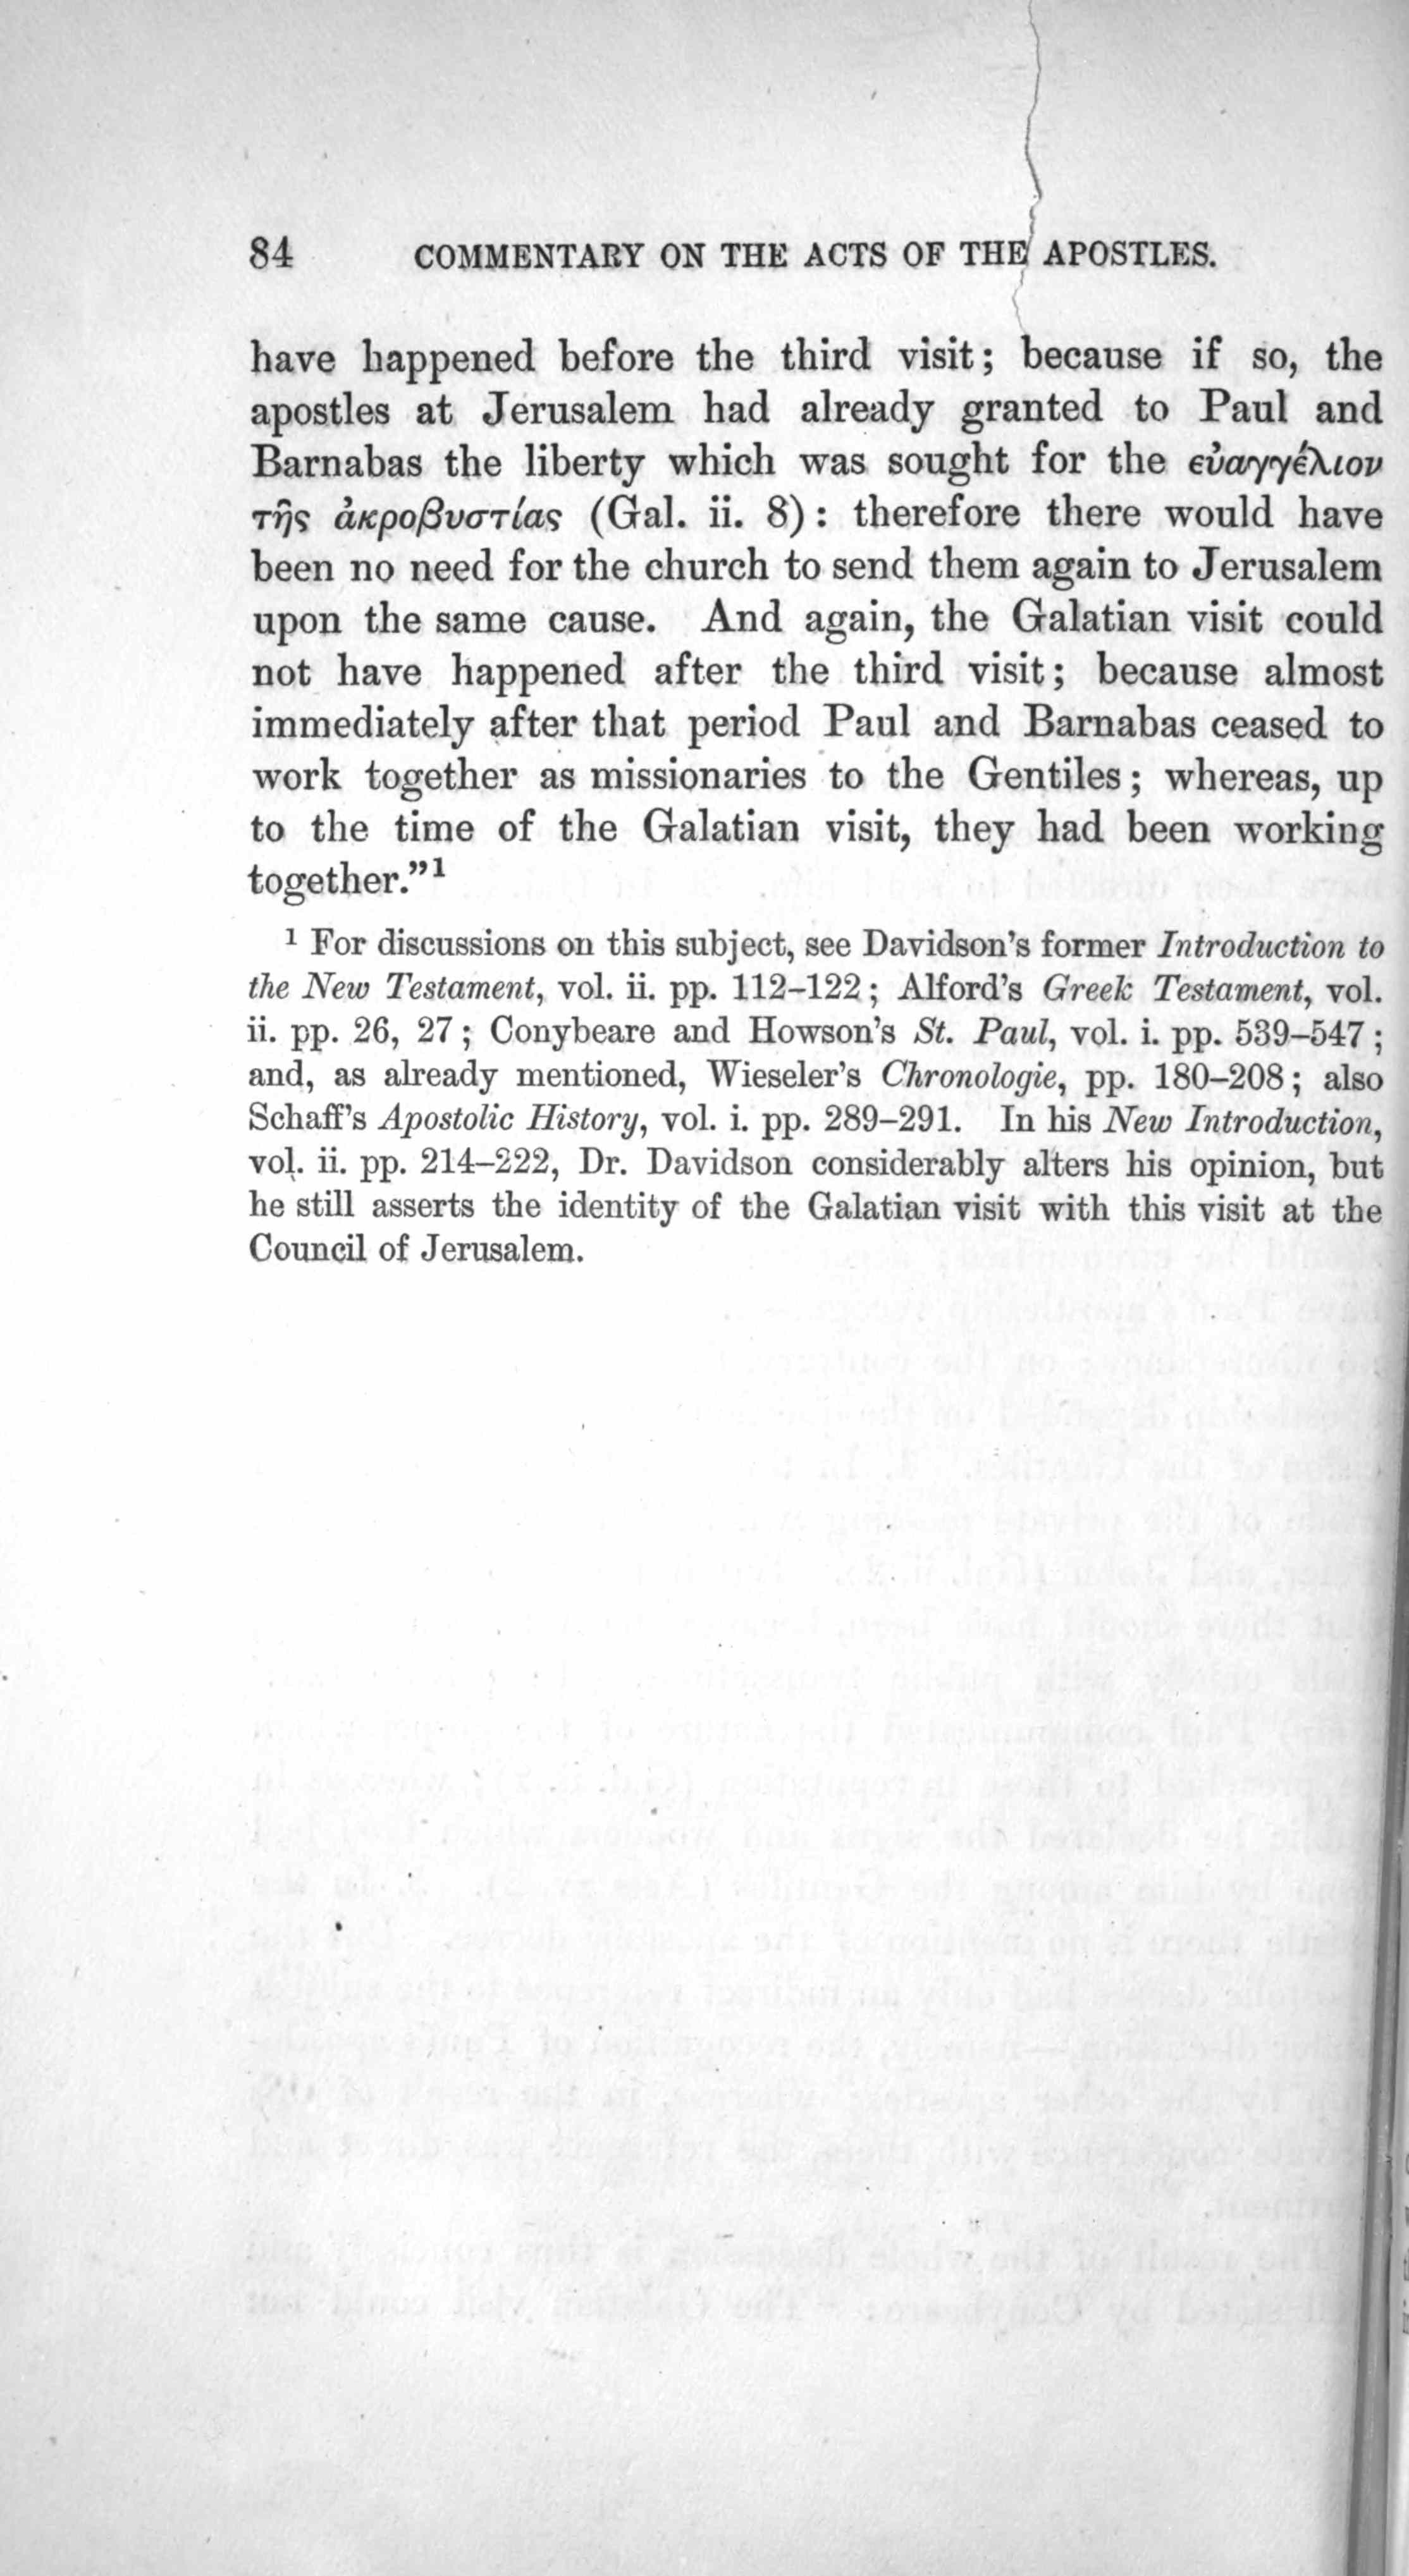 84 COMMENTARY ON THE ACTS OF THE APOSTLES.
have happened before the third visit; because if so, the
apostles at Jerusalem had already granted to Paul and
Barnabas the liberty which was sought for the εὐαγγέλιον
τῆς ἀκροβυστίας (Gal. ii. 8): therefore there would have
been no need for the church to send them again to Jerusalem
upon the same cause. And again, the Galatian visit could
not have happened after the third visit; because almost
immediately after that period Paul and Barnabas ceased to
work together as missionaries to the Gentiles; whereas, up
to the time of the Galatian visit, they had been working
together.”¹
¹ For discussions on this subject, see Davidson’s former Introduction to
the New Testament, vol. ii. pp. 112–122; Alford’s Greek Testament, vol.
ii. pp. 26, 27; Conybeare and Howson’s St. Paul, vol. i. pp. 539–547;
and, as already mentioned, Wieseler’s Chronologie, pp. 180–208; also
Schaff’s Apostolic History, vol. i. pp. 289–291. In his New Introduction,
vol. ii. pp. 214–222, Dr. Davidson considerably alters his opinion, but
he still asserts the identity of the Galatian visit with this visit at the
Council of Jerusalem.